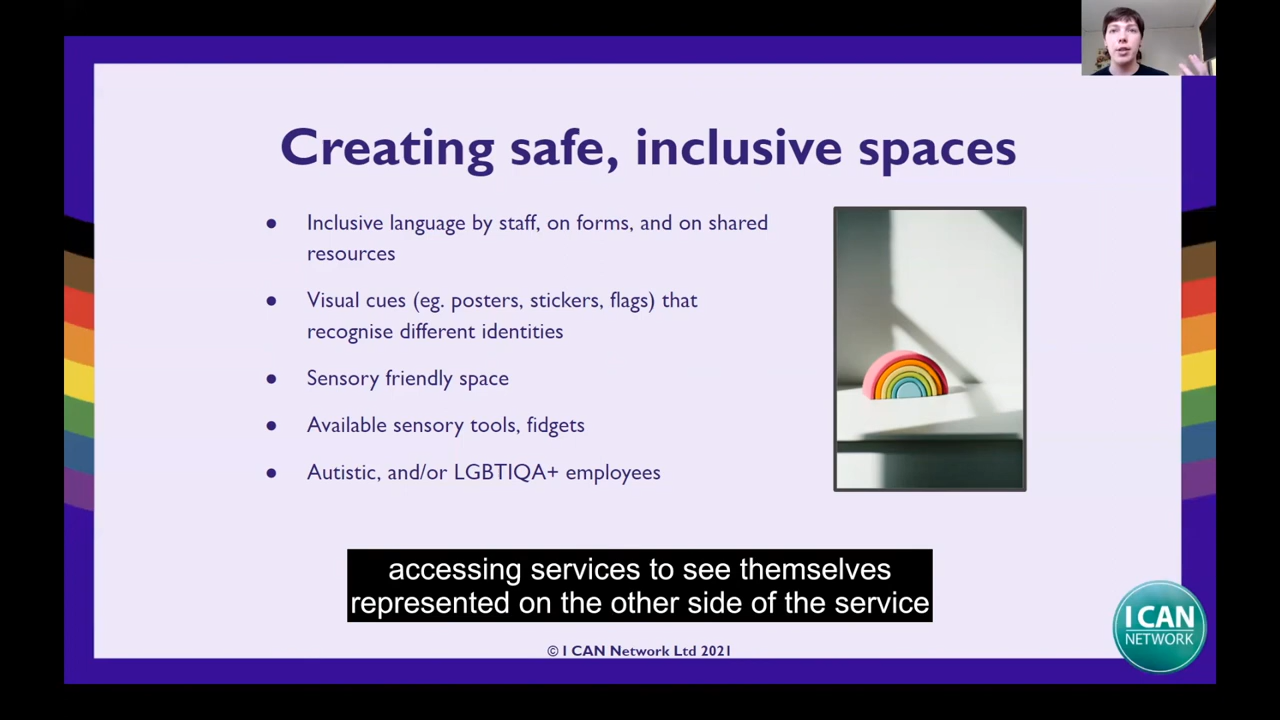 Creating safe, inclusive spaces
● Inclusive language by staff, on forms, and on shared
resources
● Visual cues (eg. posters, stickers, flags) that
recognise different identities
● Sensory friendly space
● Available sensory tools, fidgets
● Autistic, and/or LGBTIQA+ employees
accessing services to see themselves
represented on the other side of the service
© I CAN Network Ltd 2021
I CAN
NETWORK